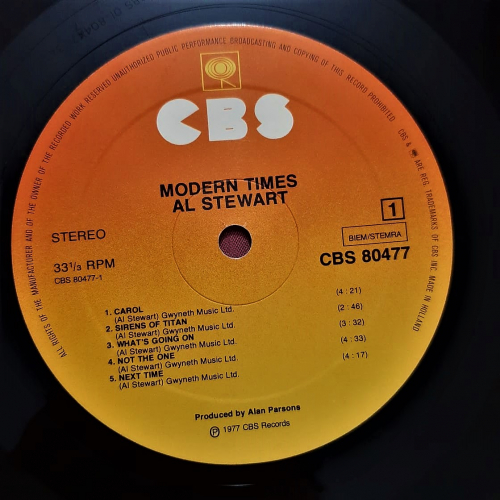 ALL RIGHTS OF THE MANUFACTURER AND OF THE OWNER OF THE RECORDED WORK RESERVED UNAUTHORIZED PUBLIC PERFORMANCE BROADCASTING AND COPYING OF THIS RECORD PROHIBITED
CBS & ARE REG. TRADEMARKS OF CBS INC. MADE IN HOLLAND
CBS
MODERN TIMES
AL STEWART
STEREO
1
BIEM/STEMRA
33 1/3 RPM
CBS 80477
CBS 80477-1
1. CAROL (4:21)
(Al Stewart) Gwyneth Music Ltd.
2. SIRENS OF TITAN (2:46)
(Al Stewart) Gwyneth Music Ltd.
3. WHAT'S GOING ON (3:32)
(Al Stewart) Gwyneth Music Ltd.
4. NOT THE ONE (4:33)
(Al Stewart) Gwyneth Music Ltd.
5. NEXT TIME (4:17)
(Al Stewart) Gwyneth Music Ltd.
Produced by Alan Parsons
℗ 1977 CBS Records